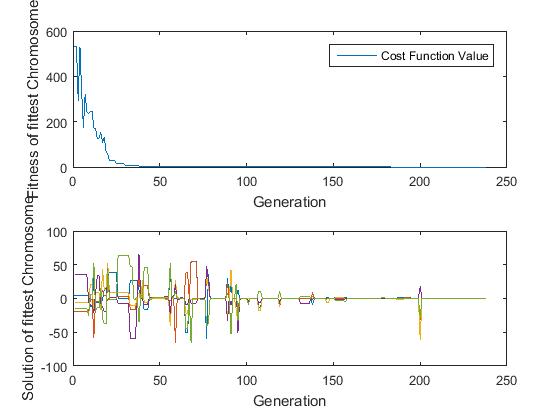 Fitness of fittest Chromosome
600
400
200
0
Cost Function Value
0 50 100 150 200 250
Generation
Solution of fittest Chromosome
100
50
0
-50
-100
0 50 100 150 200 250
Generation